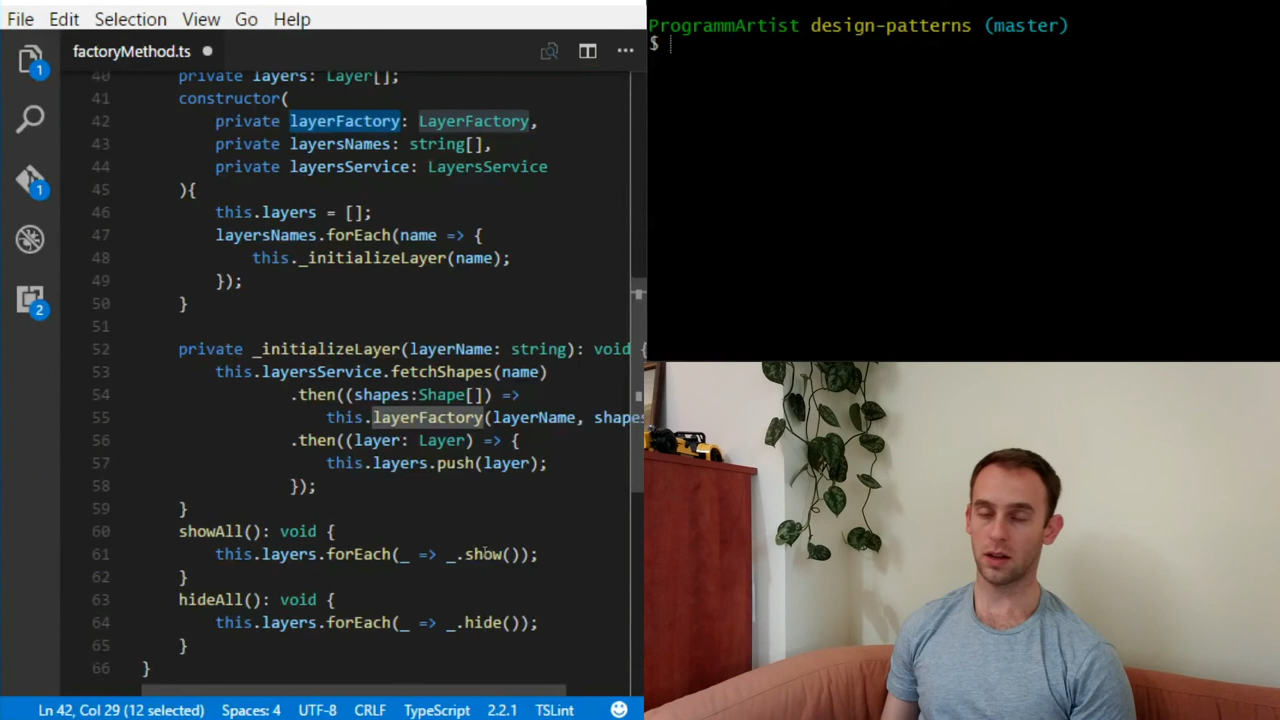 File Edit Selection View Go Help
factoryMethod.ts
40 private layers: Layer[];
41 constructor(
42 private layerFactory: LayerFactory,
43 private layersNames: string[],
44 private layersService: LayersService
45 ){
46 this.layers = [];
47 layersNames.forEach(name => {
48 this._initializeLayer(name);
49 });
50 }
51
52 private _initializeLayer(layerName: string): void {
53 this.layersService.fetchShapes(name)
54 .then((shapes:Shape[]) =>
55 this.layerFactory(layerName, shapes
56 .then((layer: Layer) => {
57 this.layers.push(layer);
58 });
59 }
60 showAll(): void {
61 this.layers.forEach(_ => _.show());
62 }
63 hideAll(): void {
64 this.layers.forEach(_ => _.hide());
65 }
66 }
1
1
2
Ln 42, Col 29 (12 selected) Spaces: 4 UTF-8 CRLF TypeScript 2.2.1 TSLint
ProgrammArtist design-patterns (master)
$